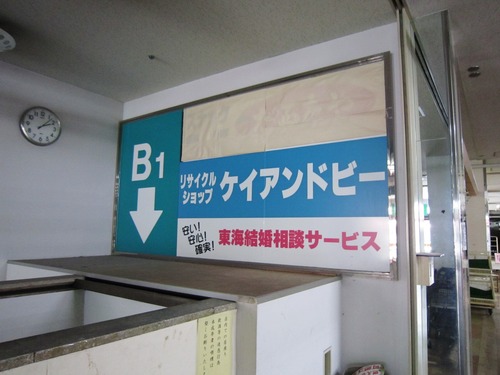 B1
リサイクル
ショップ ケイアンドビー
安い!
安心!
確実!
東海結婚相談サービス